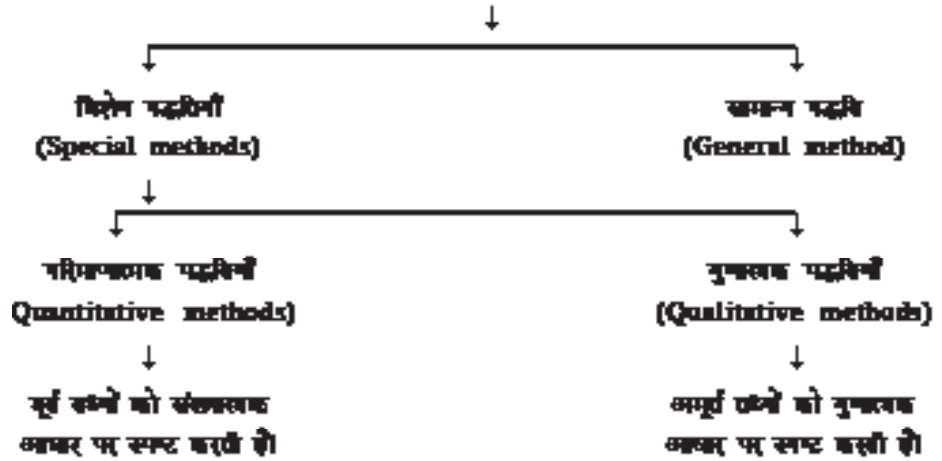 विशेष पद्धतियाँ
(Special methods)
सामान्य पद्धति
(General method)
परिमाणात्मक पद्धतियाँ
Quantitative methods)
गुणात्मक पद्धतियाँ
(Qualitative methods)
मूर्त तथ्यों को संख्यात्मक
आधार पर स्पष्ट करती हैं।
अमूर्त तथ्यों को गुणात्मक
आधार पर स्पष्ट करती हैं।